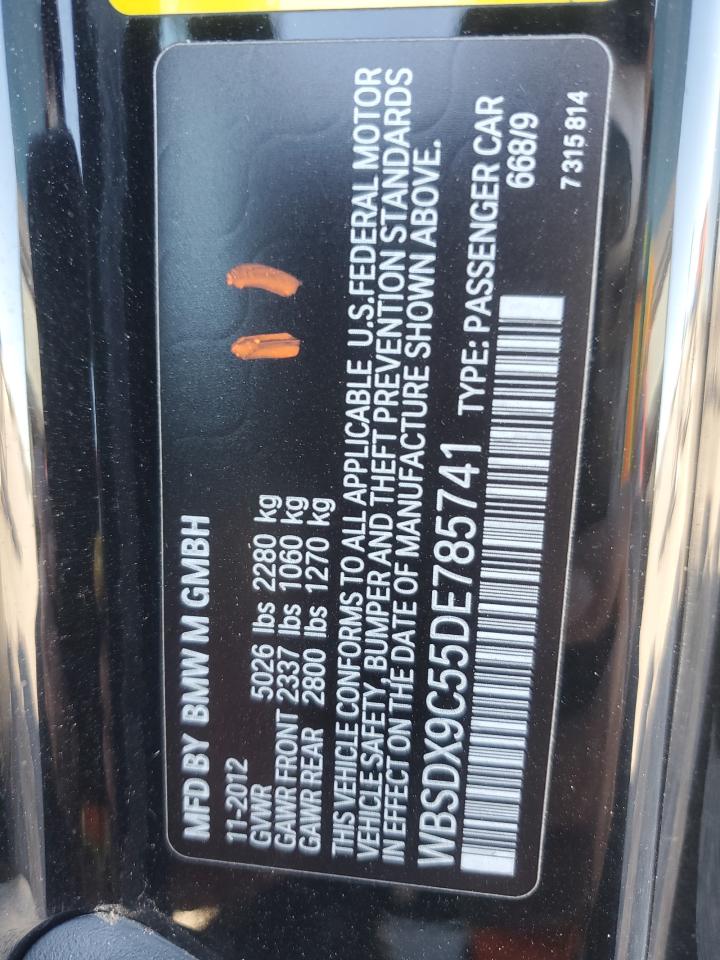 MFD BY BMW M GMBH
11-2012
GVWR 5026 lbs 2280 kg
GAWR FRONT 2337 lbs 1060 kg
GAWR REAR 2800 lbs 1270 kg
THIS VEHICLE CONFORMS TO ALL APPLICABLE U.S.FEDERAL MOTOR
VEHICLE SAFETY, BUMPER AND THEFT PREVENTION STANDARDS
IN EFFECT ON THE DATE OF MANUFACTURE SHOWN ABOVE.
WBSDX9C55DE785741 TYPE: PASSENGER CAR
668/9
7 315 814